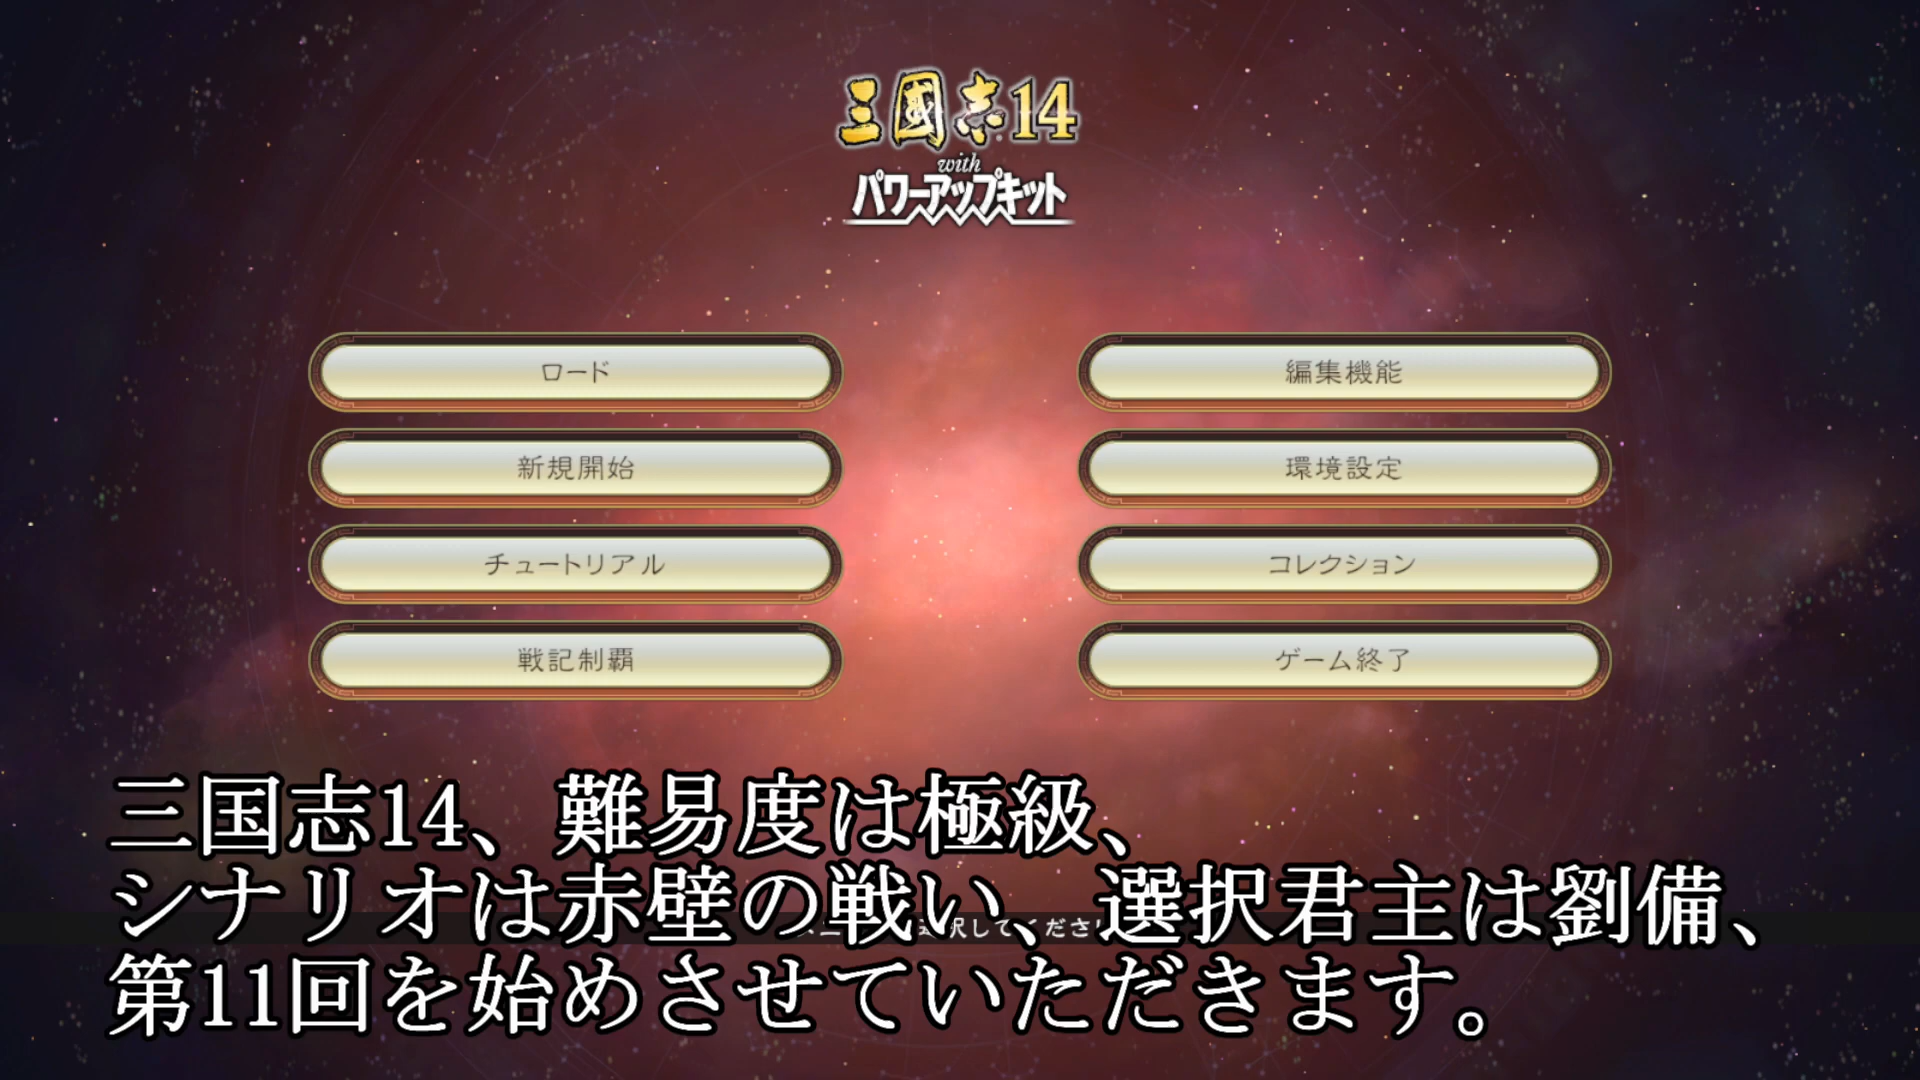 三國志14
with
パワーアップキット
ロード
編集機能
新規開始
環境設定
チュートリアル
コレクション
戦記制覇
ゲーム終了
三国志14、難易度は極級、
シナリオは赤壁の戦い、選択君主は劉備、
第11回を始めさせていただきます。